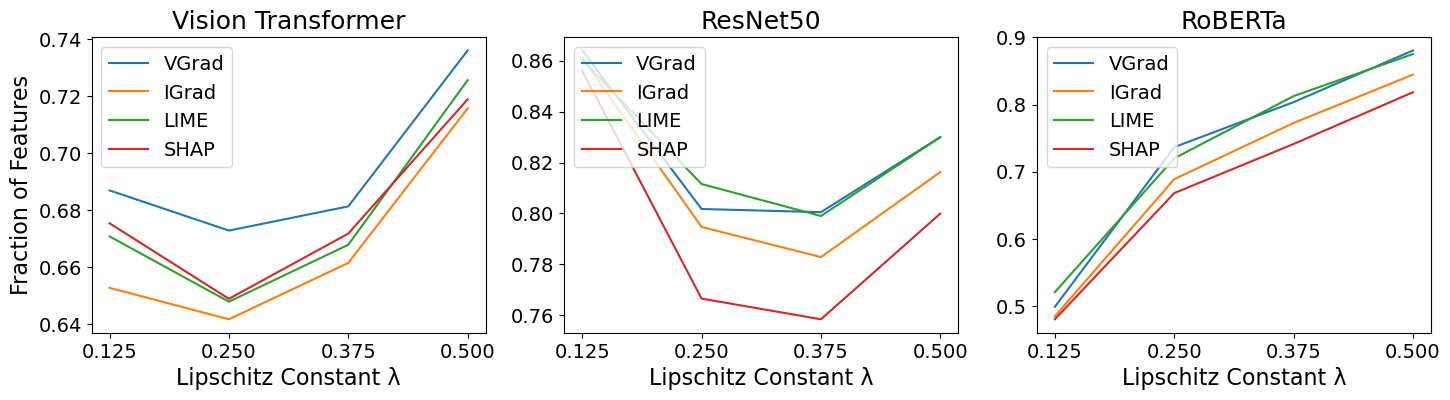 Vision Transformer
0.74
0.72
0.70
0.68
0.66
0.64
Fraction of Features
VGrad
IGrad
LIME
SHAP
0.125 0.250 0.375 0.500
Lipschitz Constant λ
ResNet50
0.86
0.84
0.82
0.80
0.78
0.76
VGrad
IGrad
LIME
SHAP
0.125 0.250 0.375 0.500
Lipschitz Constant λ
RoBERTa
0.9
0.8
0.7
0.6
0.5
VGrad
IGrad
LIME
SHAP
0.125 0.250 0.375 0.500
Lipschitz Constant λ